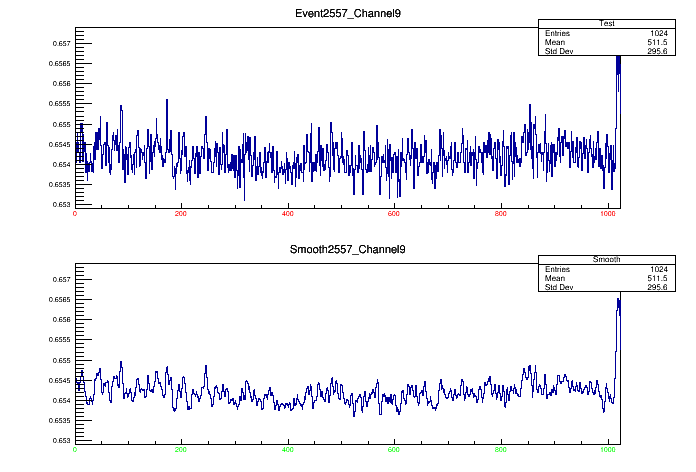 Event2557_Channel9
Test
Entries 1024
Mean 511.5
Std Dev 295.6
0.657
0.6565
0.656
0.6555
0.655
0.6545
0.654
0.6535
0.653
0 200 400 600 800 1000
Smooth2557_Channel9
Smooth
Entries 1024
Mean 511.5
Std Dev 295.6
0.657
0.6565
0.656
0.6555
0.655
0.6545
0.654
0.6535
0.653
0 200 400 600 800 1000